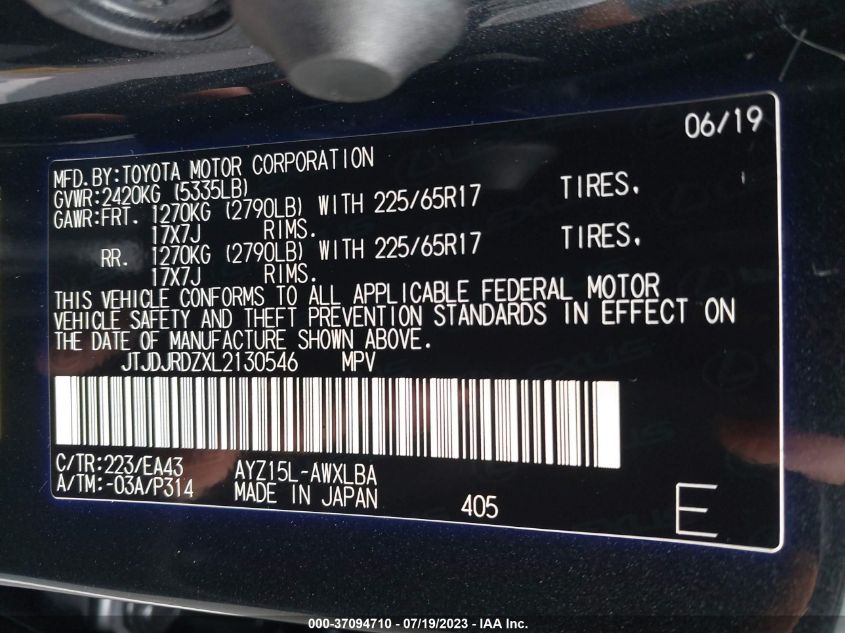 06/19
MFD.BY:TOYOTA MOTOR CORPORATION
GVWR:2420KG (5335LB)
GAWR:FRT. 1270KG (2790LB) WITH 225/65R17 TIRES.
17X7J RIMS.
RR. 1270KG (2790LB) WITH 225/65R17 TIRES.
17X7J RIMS.
THIS VEHICLE CONFORMS TO ALL APPLICABLE FEDERAL MOTOR
VEHICLE SAFETY AND THEFT PREVENTION STANDARDS IN EFFECT ON
THE DATE OF MANUFACTURE SHOWN ABOVE.
JTJDJRDZXL2130546 MPV
C/TR:223/EA43 AYZ15L-AWXLBA
A/TM:-03A/P314 MADE IN JAPAN 405 E
000-37094710 - 07/19/2023 - IAA Inc.